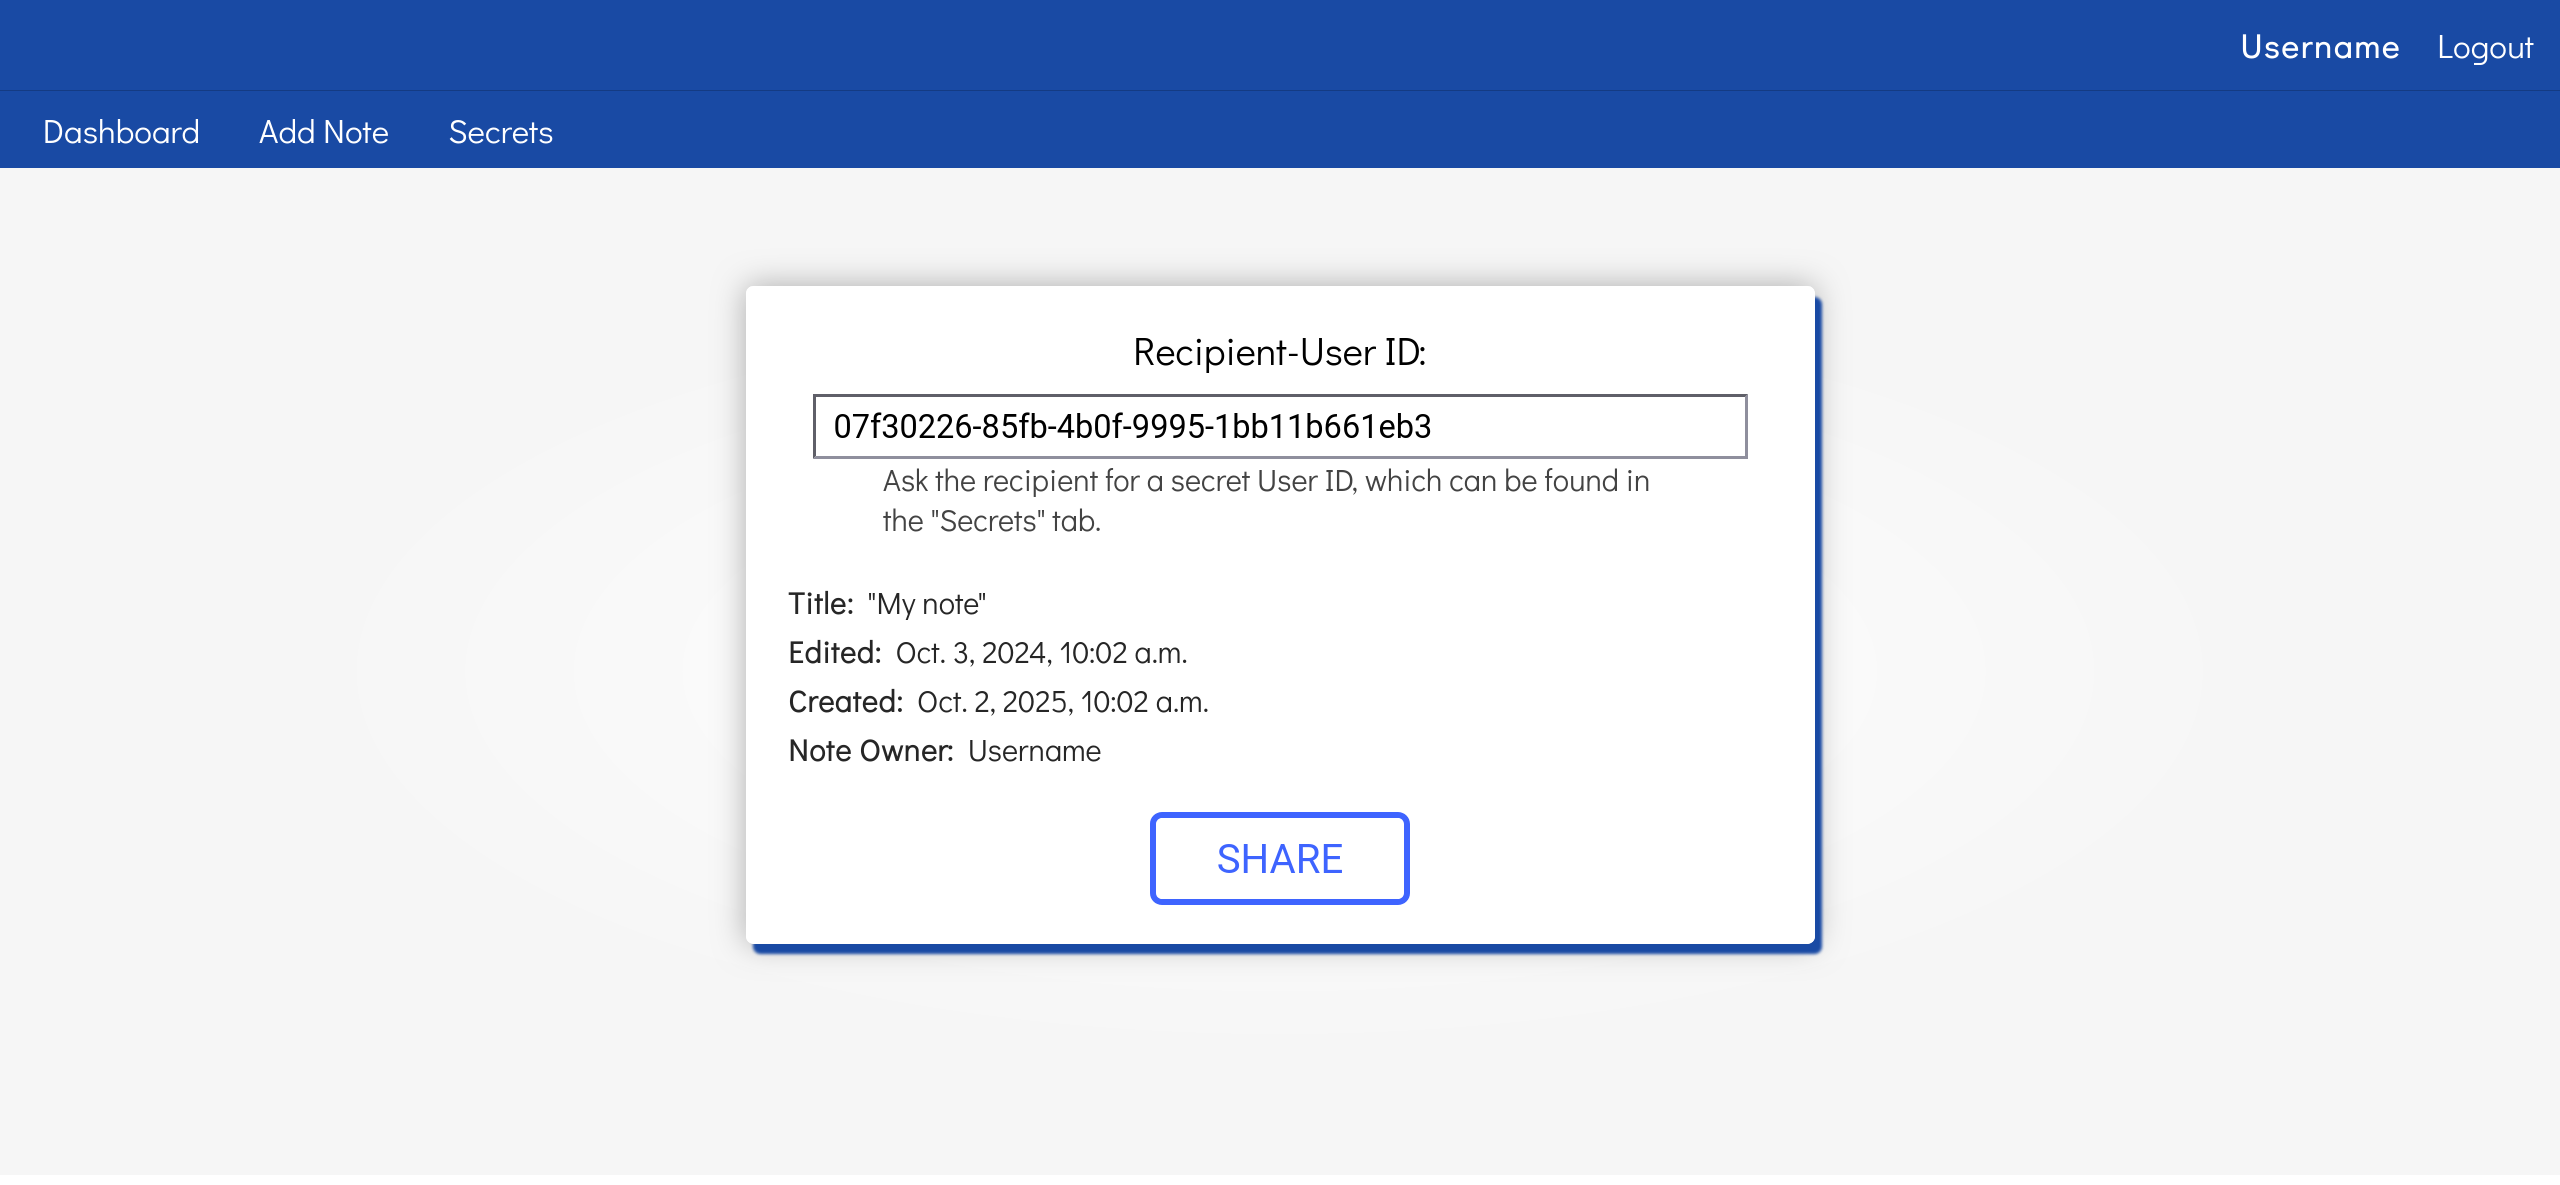 Username Logout
Dashboard Add Note Secrets
Recipient-User ID:
07f30226-85fb-4b0f-9995-1bb11b661eb3
Ask the recipient for a secret User ID, which can be found in
the "Secrets" tab.
Title: "My note"
Edited: Oct. 3, 2024, 10:02 a.m.
Created: Oct. 2, 2025, 10:02 a.m.
Note Owner: Username
SHARE